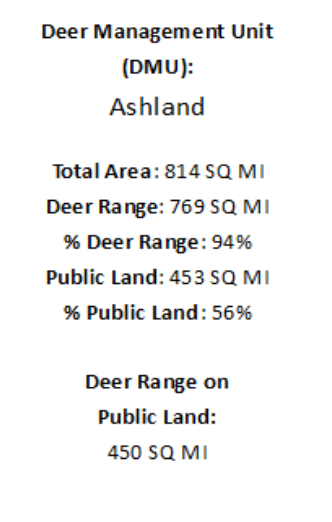 Deer Management Unit
(DMU):
Ashland
Total Area: 814 SQ MI
Deer Range: 769 SQ MI
% Deer Range: 94%
Public Land: 453 SQ MI
% Public Land: 56%
Deer Range on
Public Land:
450 SQ MI